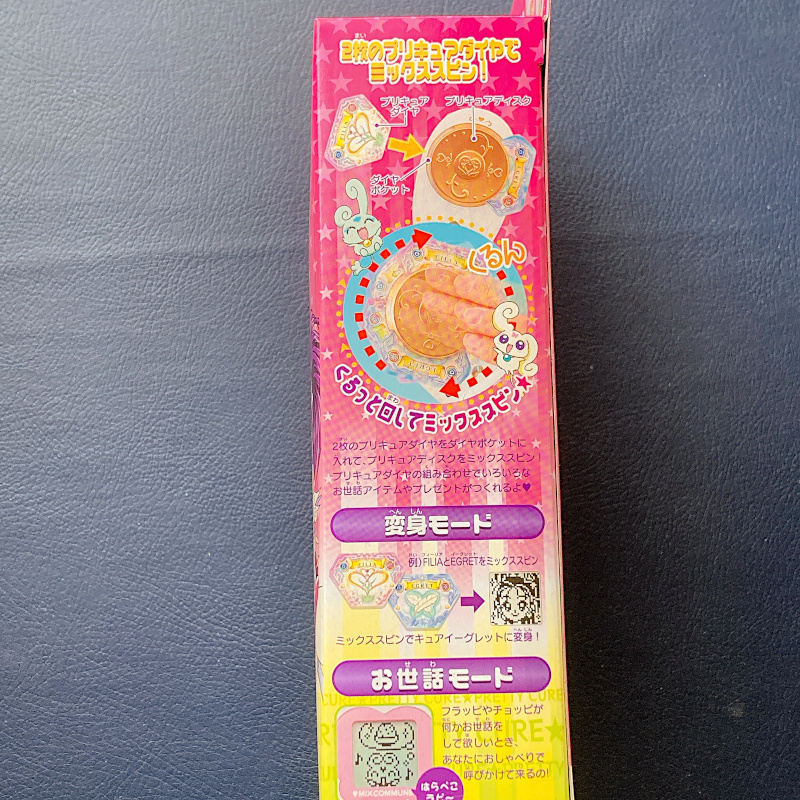 2枚のプリキュアダイヤで
ミックススピン!
プリキュア
ダイヤ
プリキュアディスク
ダイヤ
ポケット
くるん
くるっと回してミックススピン★
2枚のプリキュアダイヤをダイヤポケットに
入れて、プリキュアディスクをミックススピン!
プリキュアダイヤの組み合わせでいろいろな
お世話アイテムやプレゼントがつくれるよ♥
変身モード
例)FILIAとEGRETをミックススピン
FILIA
EGRET
ミックススピンでキュアイーグレットに変身!
お世話モード
CURE★PRETTY CURE★PRETTY CURE
フラッピやチョッピが
何かお世話を
して欲しいとき、
あなたにおしゃべりで
呼びかけて来るの!
♥MIXCOMMUNE
はらぺこ
ラピ〜